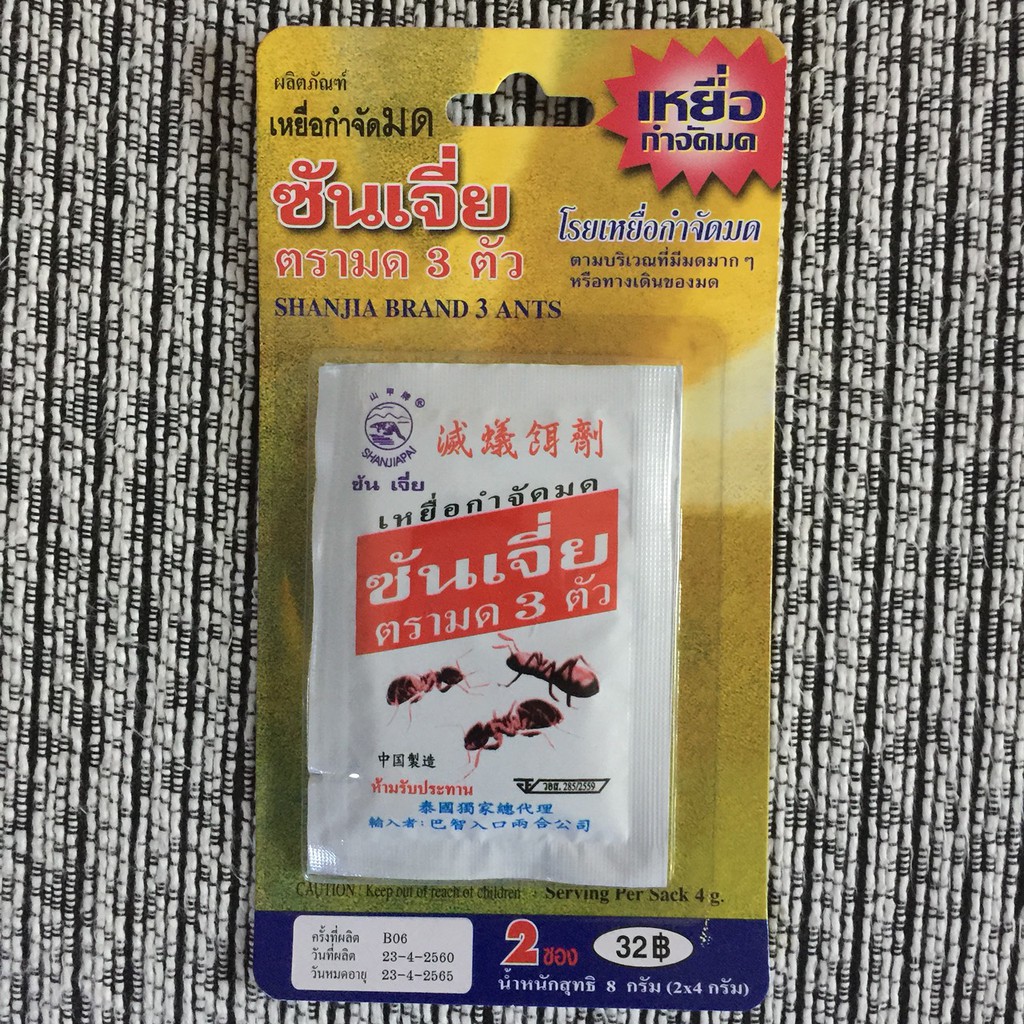 ผลิตภัณฑ์
เหยื่อกำจัดมด
ซันเจี่ย
ตรามด 3 ตัว
SHANJIA BRAND 3 ANTS
เหยื่อ
กำจัดมด
โรยเหยื่อกำจัดมด
ตามบริเวณที่มีมดมาก ๆ
หรือทางเดินของมด
山甲牌®
SHANJIAPAI
ซัน เจี่ย
滅蟻餌劑
เหยื่อกำจัดมด
ซันเจี่ย
ตรามด 3 ตัว
中国製造
ห้ามรับประทาน
วอส. 285/2559
泰國獨家總代理
輸入者:巴智入口兩合公司
CAUTION : Keep out of reach of children : Serving Per Sack 4 g.
ครั้งที่ผลิต B06
วันที่ผลิต 23-4-2560
วันหมดอายุ 23-4-2565
2 ซอง
32฿
น้ำหนักสุทธิ 8 กรัม (2x4 กรัม)